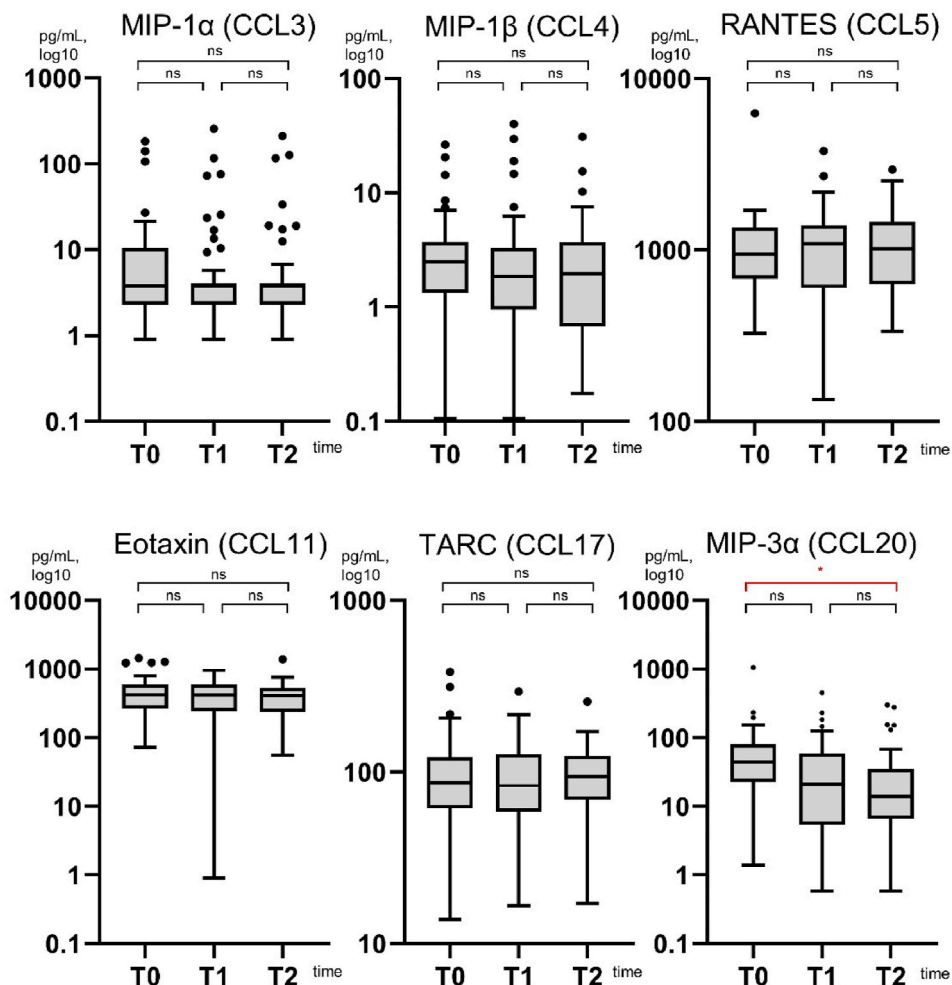 MIP-1α (CCL3)
pg/mL,
log10
ns
ns ns
1000
100
10
1
0.1
T0 T1 T2 time
MIP-1β (CCL4)
pg/mL,
log10
ns
ns ns
100
10
1
0.1
T0 T1 T2 time
RANTES (CCL5)
pg/mL,
log10
ns
ns ns
10000
1000
100
T0 T1 T2 time
Eotaxin (CCL11)
pg/mL,
log10
ns
ns ns
10000
1000
100
10
1
0.1
T0 T1 T2 time
TARC (CCL17)
pg/mL,
log10
ns
ns ns
1000
100
10
T0 T1 T2 time
MIP-3α (CCL20)
pg/mL,
log10
*
ns ns
10000
1000
100
10
1
0.1
T0 T1 T2 time